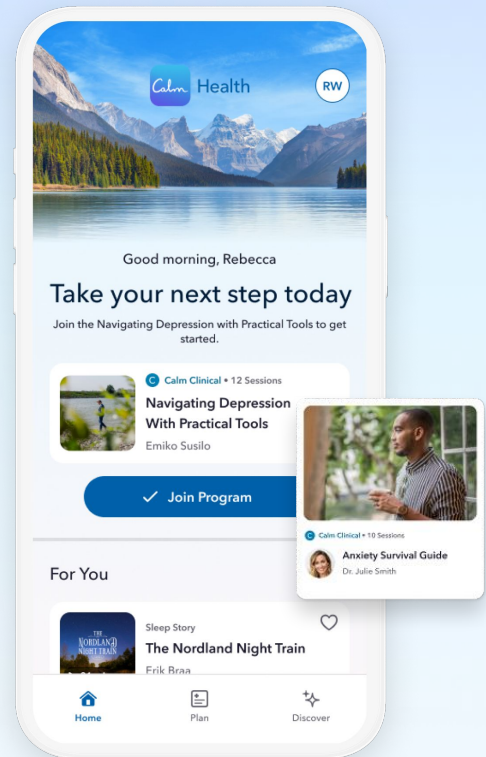 Calm Health
RW
Good morning, Rebecca
Take your next step today
Join the Navigating Depression with Practical Tools to get
started.
C Calm Clinical • 12 Sessions
Navigating Depression
With Practical Tools
Emiko Susilo
✓ Join Program
C Calm Clinical • 10 Sessions
Anxiety Survival Guide
Dr. Julie Smith
For You
THE
NORDLAND
NIGHT TRAIN
Sleep Story
The Nordland Night Train
Erik Braa
Home
Plan
Discover